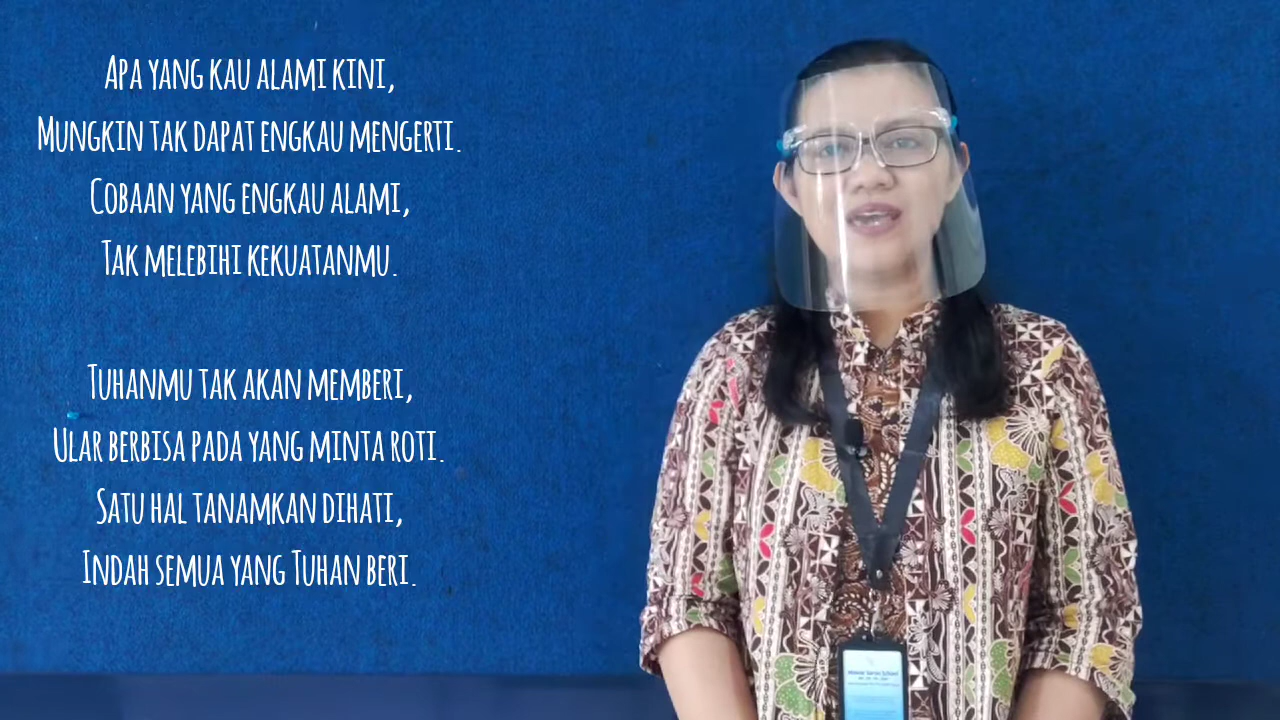 Apa yang kau alami kini,
Mungkin tak dapat engkau mengerti.
Cobaan yang engkau alami,
Tak melebihi kekuatanmu.
Tuhanmu tak akan memberi,
Ular berbisa pada yang minta roti.
Satu hal tanamkan dihati,
Indah semua yang Tuhan beri.